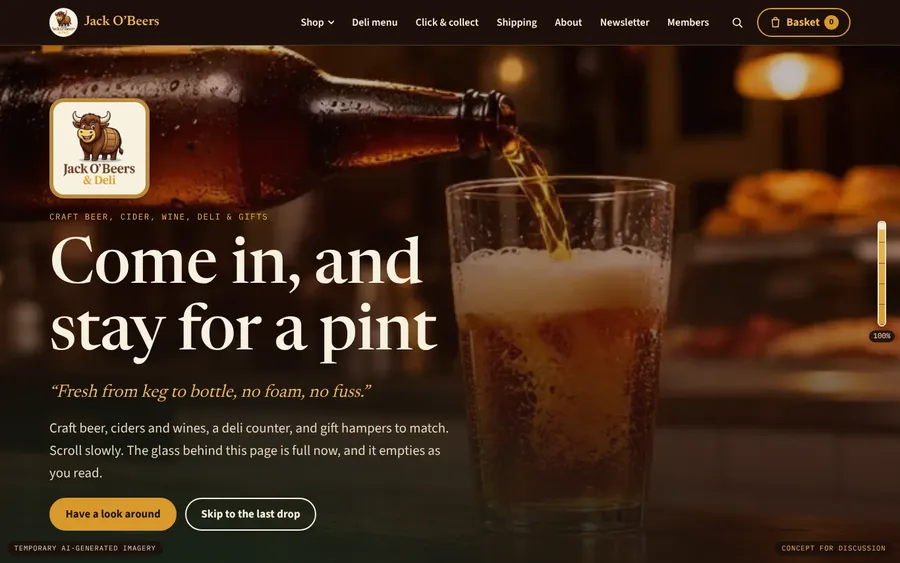 Jack O'Beers
Shop
Deli menu
Click & collect
Shipping
About
Newsletter
Members
Basket 0
Jack O'Beers
& Deli
CRAFT BEER, CIDER, WINE, DELI & GIFTS
Come in, and
stay for a pint
“Fresh from keg to bottle, no foam, no fuss.”
Craft beer, ciders and wines, a deli counter, and gift hampers to match.
Scroll slowly. The glass behind this page is full now, and it empties as
you read.
Have a look around
Skip to the last drop
100%
TEMPORARY AI-GENERATED IMAGERY
CONCEPT FOR DISCUSSION